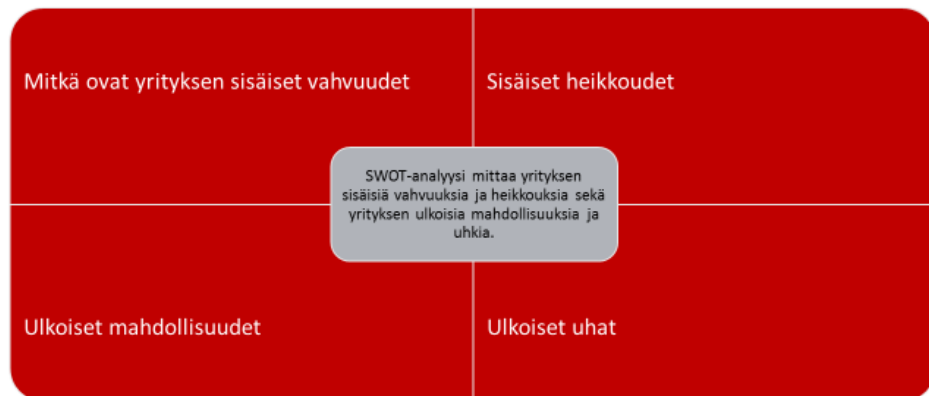 Mitkä ovat yrityksen sisäiset vahvuudet
Sisäiset heikkoudet
SWOT-analyysi mittaa yrityksen
sisäisiä vahvuuksia ja heikkouksia sekä
yrityksen ulkoisia mahdollisuuksia ja
uhkia.
Ulkoiset mahdollisuudet
Ulkoiset uhat